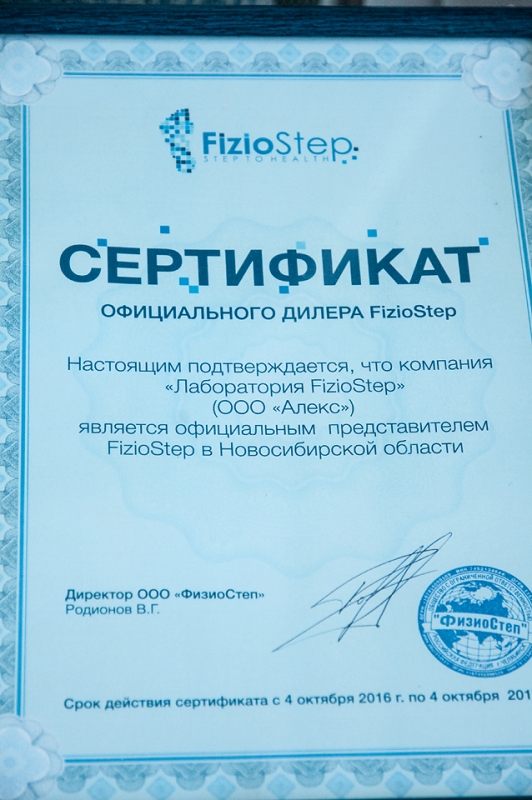 FizioStep
STEP TO HEALTH
СЕРТИФИКАТ
ОФИЦИАЛЬНОГО ДИЛЕРА FizioStep
Настоящим подтверждается, что компания
«Лаборатория FizioStep»
(ООО «Алекс»)
является официальным представителем
FizioStep в Новосибирской области
Директор ООО «ФизиоСтеп»
Родионов В.Г.
"ФизиоСтеп"
Срок действия сертификата с 4 октября 2016 г. по 4 октября 201